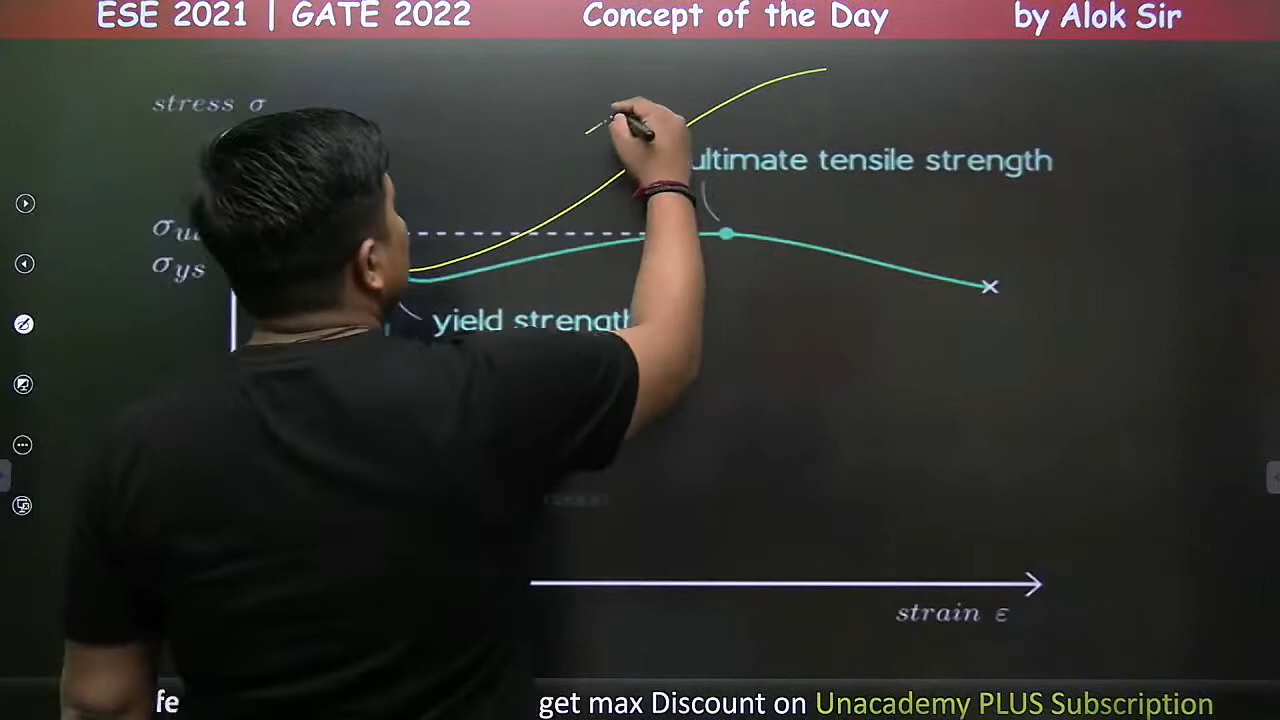 ESE 2021 | GATE 2022 Concept of the Day by Alok Sir
stress σ
ultimate tensile strength
σu
σys
yield strength
strain ε
fe get max Discount on Unacademy PLUS Subscription